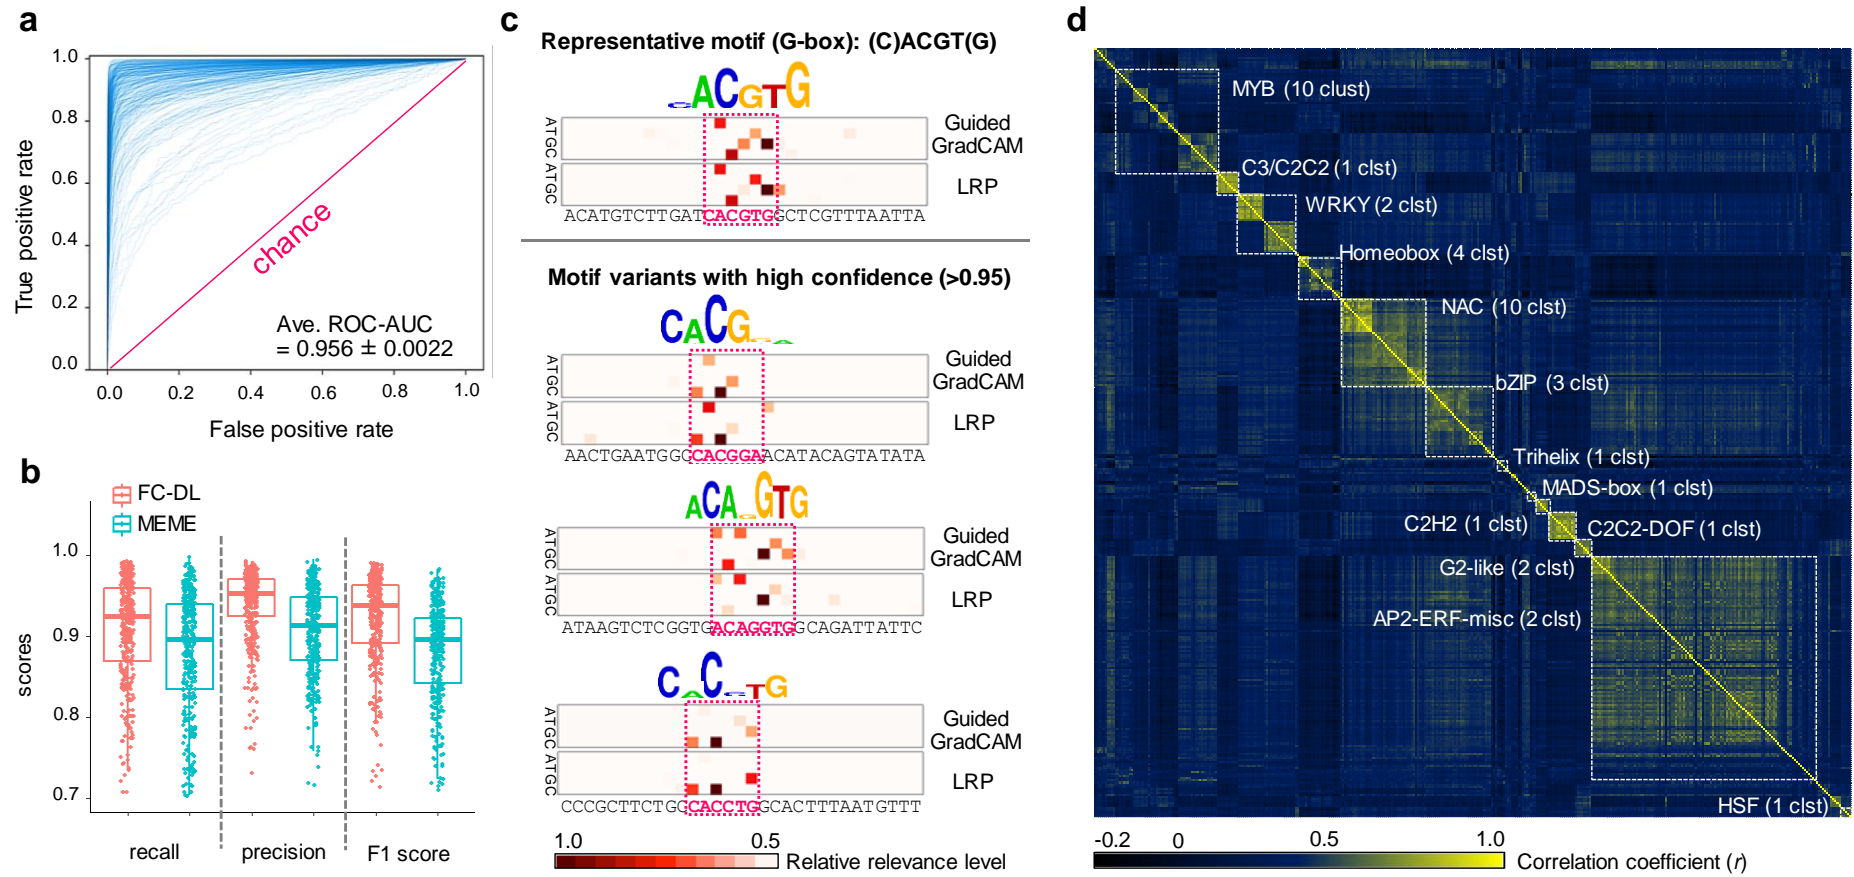 a
1.0
0.8
0.6
0.4
0.2
0.0
True positive rate
chance
Ave. ROC-AUC
= 0.956 ± 0.0022
0.0 0.2 0.4 0.6 0.8 1.0
False positive rate
b
FC-DL
MEME
1.0
0.9
0.8
0.7
scores
recall precision F1 score
c
Representative motif (G-box): (C)ACGT(G)
CACGTG
ATGC
Guided
GradCAM
ATGC
LRP
ACATGTCTTGATCACGTGGCTCGTTTAATTA
Motif variants with high confidence (>0.95)
CACG
A
ATGC
Guided
GradCAM
ATGC
LRP
AACTGAATGGGCACGGAACATACAGTATATA
ACAGGTG
ATGC
Guided
GradCAM
ATGC
LRP
ATAAGTCTCGGTGACAGGTGGCAGATTATTC
CAC
TG
ATGC
Guided
GradCAM
ATGC
LRP
CCCGCTTCTGGCACCTGGCACTTTAATGTTT
1.0 0.5
Relative relevance level
d
MYB (10 clust)
C3/C2C2 (1 clst)
WRKY (2 clst)
Homeobox (4 clst)
NAC (10 clst)
bZIP (3 clst)
Trihelix (1 clst)
MADS-box (1 clst)
C2H2 (1 clst)
C2C2-DOF (1 clst)
G2-like (2 clst)
AP2-ERF-misc (2 clst)
HSF (1 clst)
-0.2 0 0.5 1.0
Correlation coefficient (r)